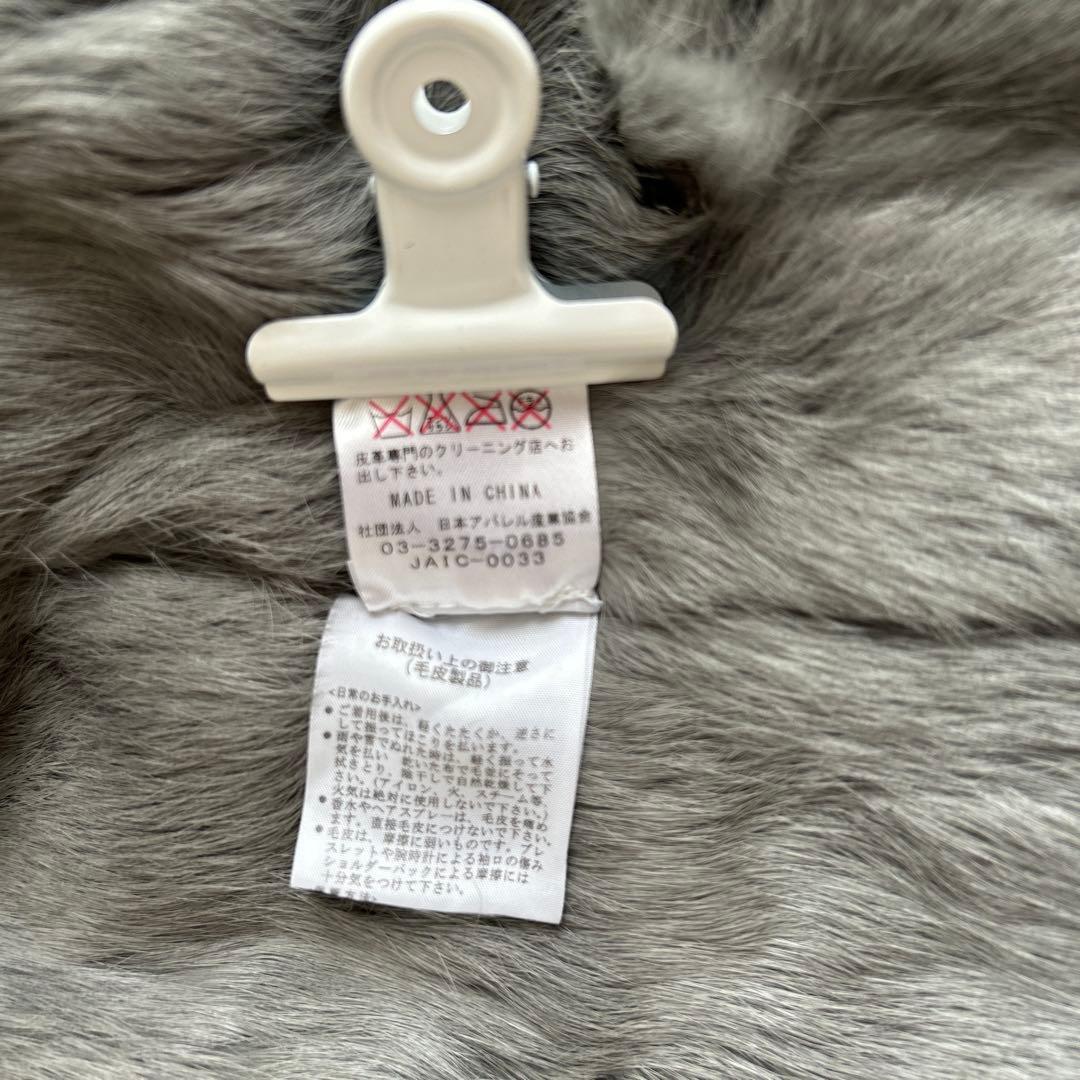 皮革専門のクリーニング店へお
出し下さい。
MADE IN CHINA
社団法人 日本アパレル産業協会
03-3275-0685
JAIC-0033
お取扱い上の御注意
(毛皮製品)
<日常のお手入れ>
● ご着用後は、軽くたたくか、逆さに
して振ってほこりを払います。
● 雨や雪でぬれた時は、軽く振って水
気を払い 乾いた布で毛並にそって
拭きとり、陰干しで自然乾燥して下
さい。(アイロン、火、スチーム等、
火気は絶対に使用しないで下さい。)
● 香水やヘアスプレーは、毛皮を痛め
ます。直接毛皮につけないで下さい。
● 毛皮は、摩擦に弱いものです。ブレ
スレットや腕時計による袖口の傷み
ショルダーバックによる摩擦には
十分気をつけて下さい。